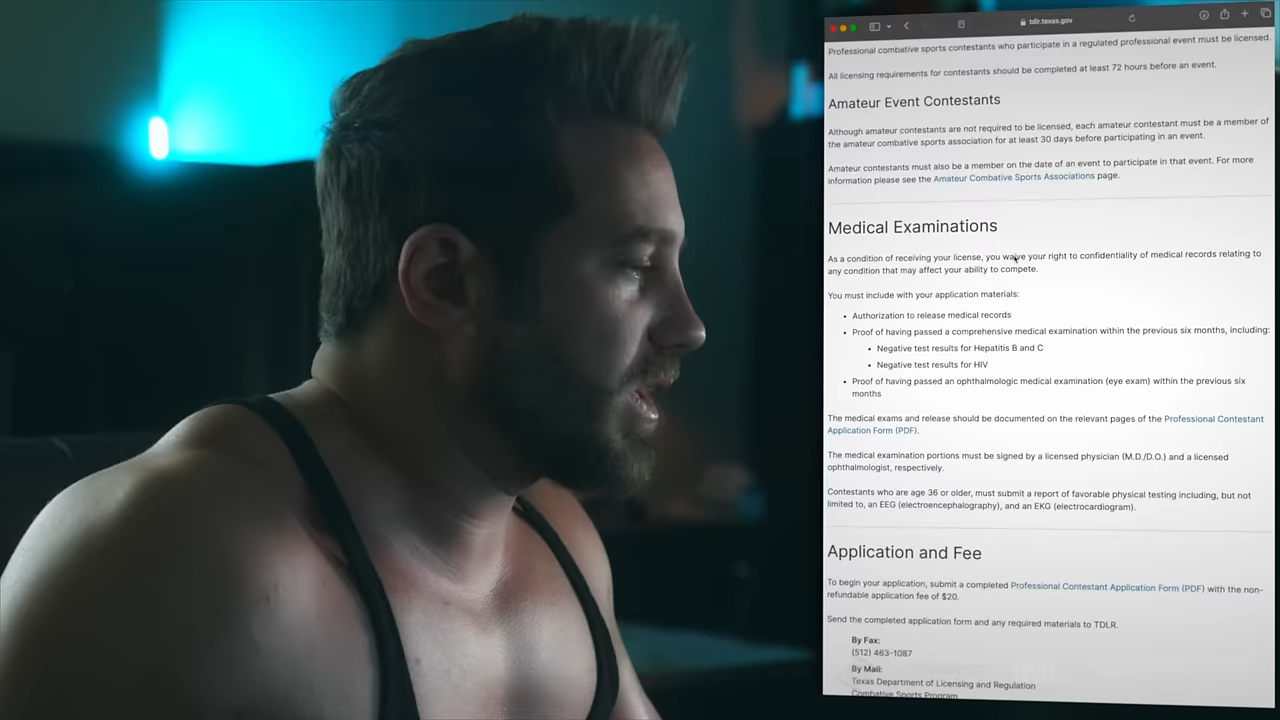 tdlr.texas.gov
Professional combative sports contestants who participate in a regulated professional event must be licensed.
All licensing requirements for contestants should be completed at least 72 hours before an event.
Amateur Event Contestants
Although amateur contestants are not required to be licensed, each amateur contestant must be a member of
the amateur combative sports association for at least 30 days before participating in an event.
Amateur contestants must also be a member on the date of an event to participate in that event. For more
information please see the Amateur Combative Sports Associations page.
Medical Examinations
As a condition of receiving your license, you waive your right to confidentiality of medical records relating to
any condition that may affect your ability to compete.
You must include with your application materials:
• Authorization to release medical records
• Proof of having passed a comprehensive medical examination within the previous six months, including:
• Negative test results for Hepatitis B and C
• Negative test results for HIV
• Proof of having passed an ophthalmologic medical examination (eye exam) within the previous six
months
The medical exams and release should be documented on the relevant pages of the Professional Contestant
Application Form (PDF).
The medical examination portions must be signed by a licensed physician (M.D./D.O.) and a licensed
ophthalmologist, respectively.
Contestants who are age 36 or older, must submit a report of favorable physical testing including, but not
limited to, an EEG (electroencephalography), and an EKG (electrocardiogram).
Application and Fee
To begin your application, submit a completed Professional Contestant Application Form (PDF) with the non-
refundable application fee of $20.
Send the completed application form and any required materials to TDLR.
By Fax:
(512) 463-1087
By Mail:
Texas Department of Licensing and Regulation
Combative Sports Program